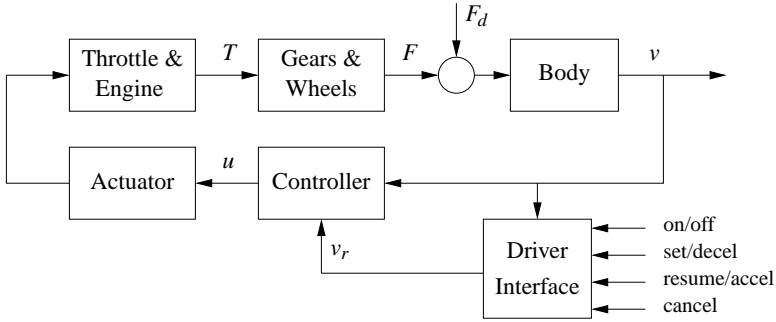 F_d
Throttle &
Engine
T
Gears &
Wheels
F
Body
v
Actuator
u
Controller
v_r
Driver
Interface
on/off
set/decel
resume/accel
cancel